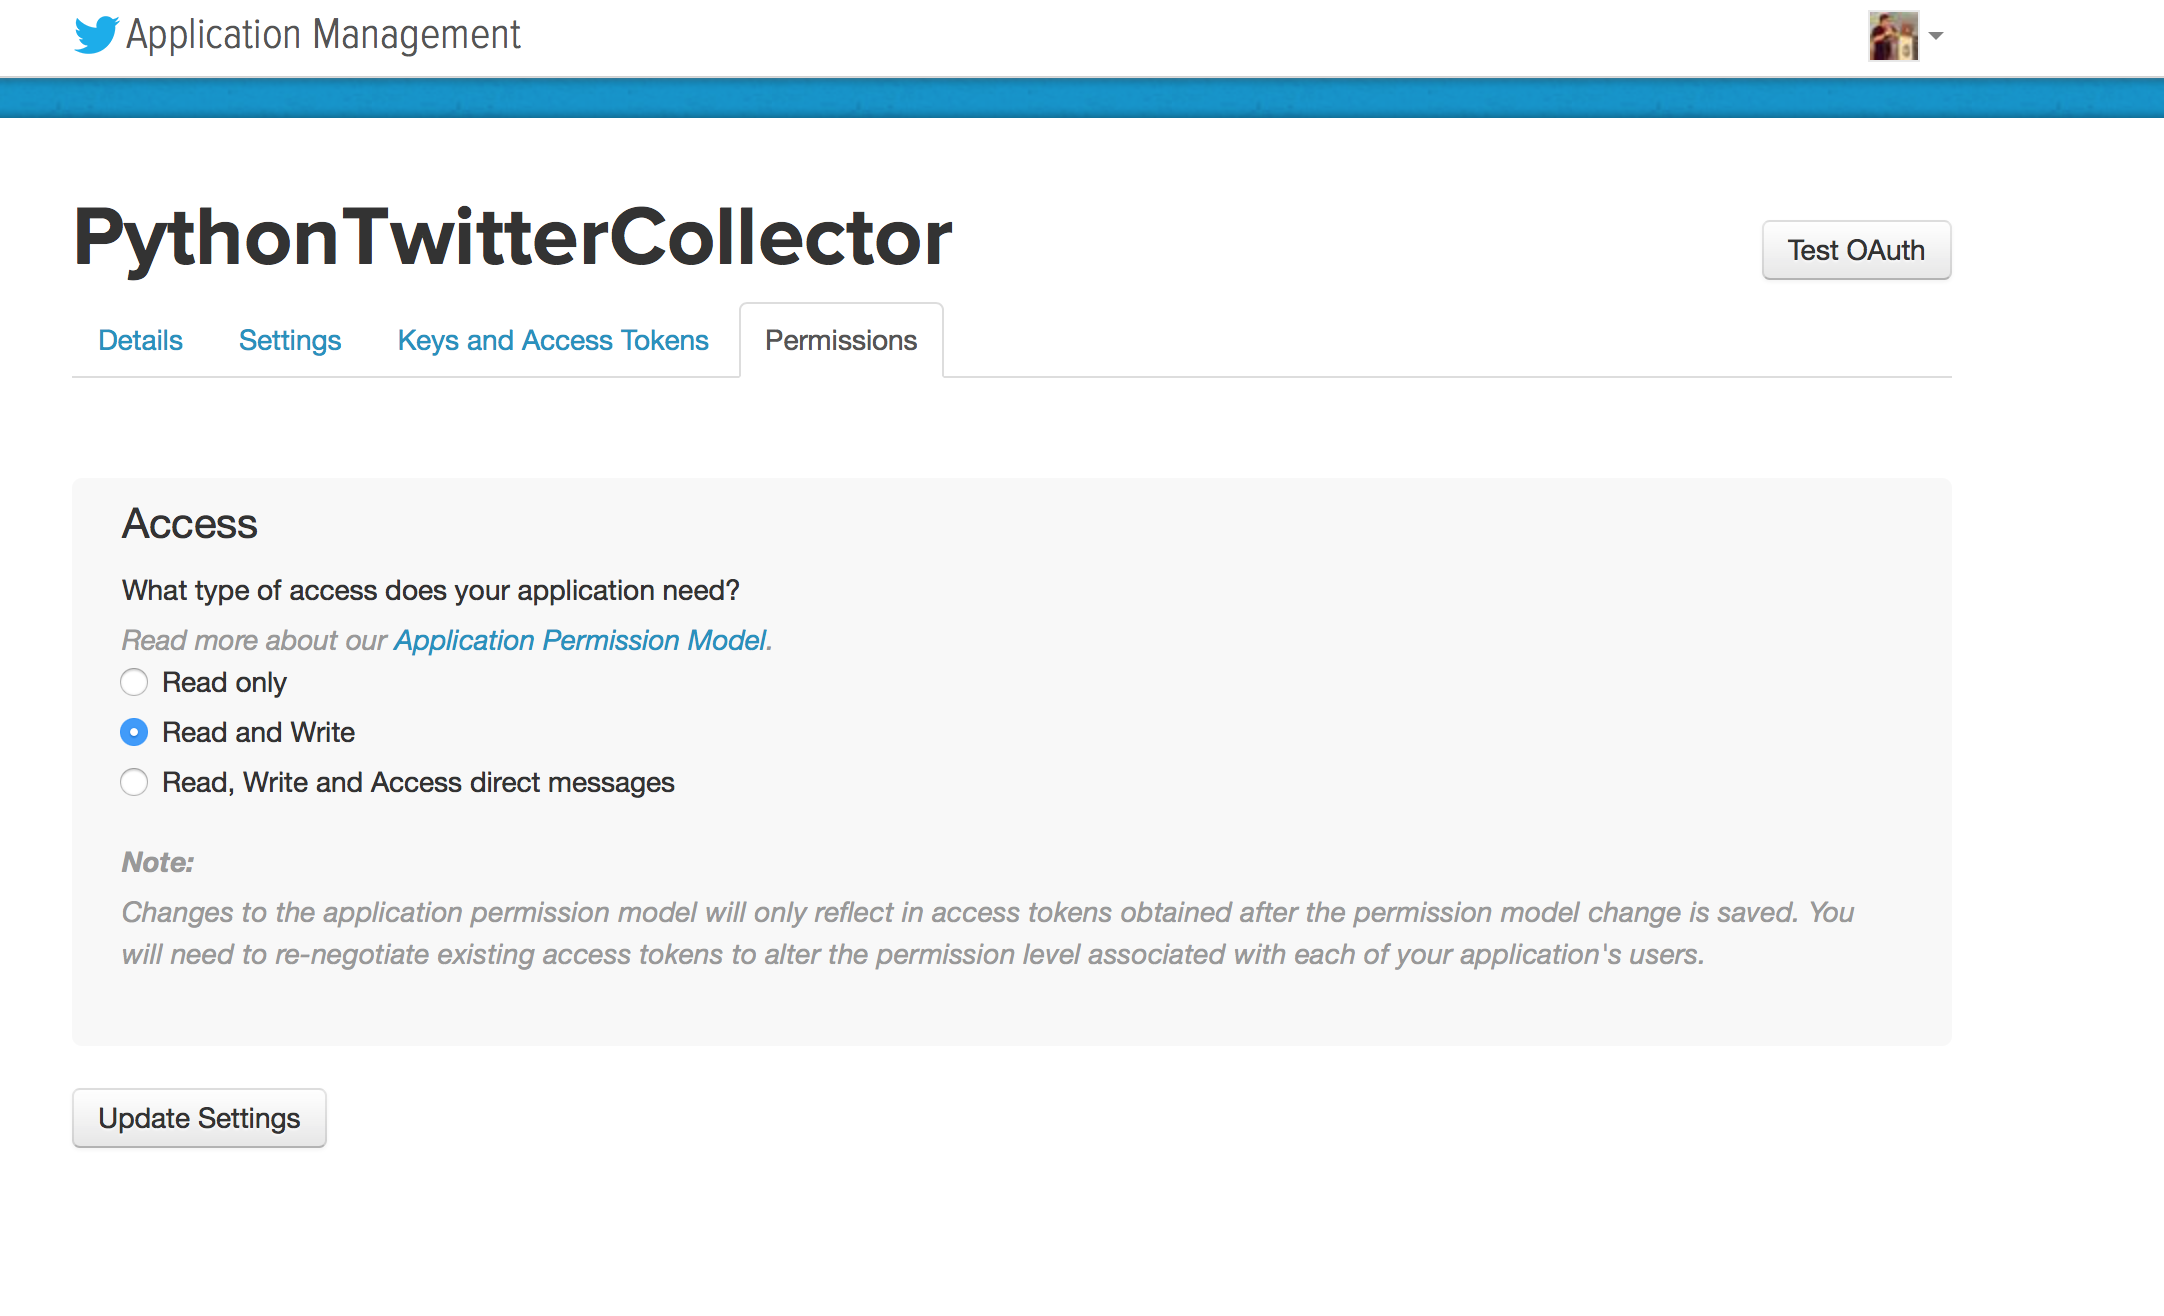 Application Management
PythonTwitterCollector
Test OAuth
Details Settings Keys and Access Tokens Permissions
Access
What type of access does your application need?
Read more about our Application Permission Model.
Read only
Read and Write
Read, Write and Access direct messages
Note:
Changes to the application permission model will only reflect in access tokens obtained after the permission model change is saved. You
will need to re-negotiate existing access tokens to alter the permission level associated with each of your application's users.
Update Settings